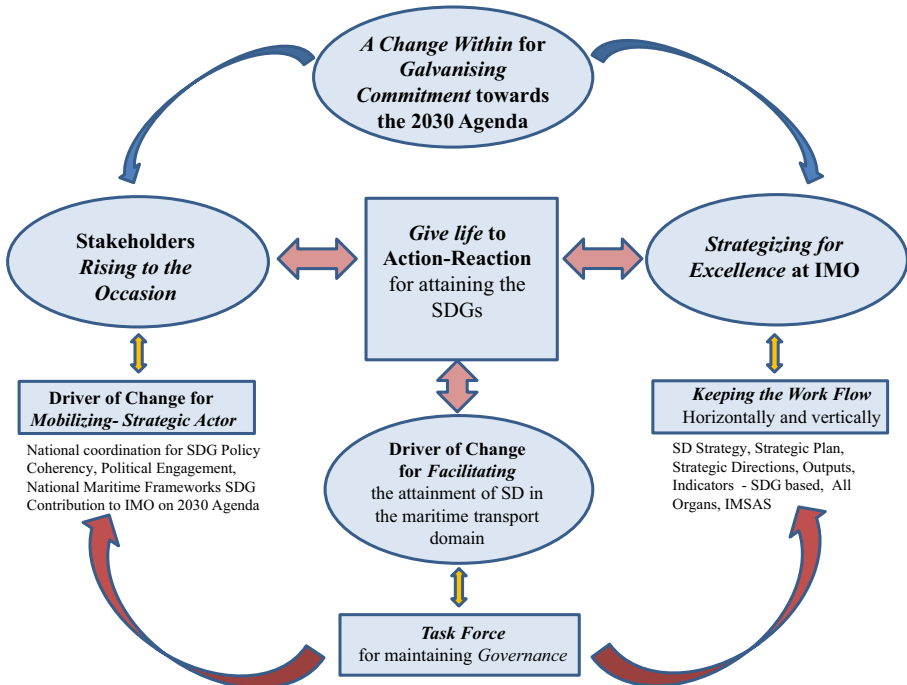 A Change Within for
Galvanising
Commitment towards
the 2030 Agenda
Stakeholders
Rising to the
Occasion
Give life to
Action-Reaction
for attaining the
SDGs
Strategizing for
Excellence at IMO
Driver of Change for
Mobilizing- Strategic Actor
National coordination for SDG Policy
Coherency, Political Engagement,
National Maritime Frameworks SDG
Contribution to IMO on 2030 Agenda
Driver of Change
for Facilitating
the attainment of SD in
the maritime transport
domain
Keeping the Work Flow
Horizontally and vertically
SD Strategy, Strategic Plan,
Strategic Directions, Outputs,
Indicators - SDG based, All
Organs, IMSAS
Task Force
for maintaining Governance